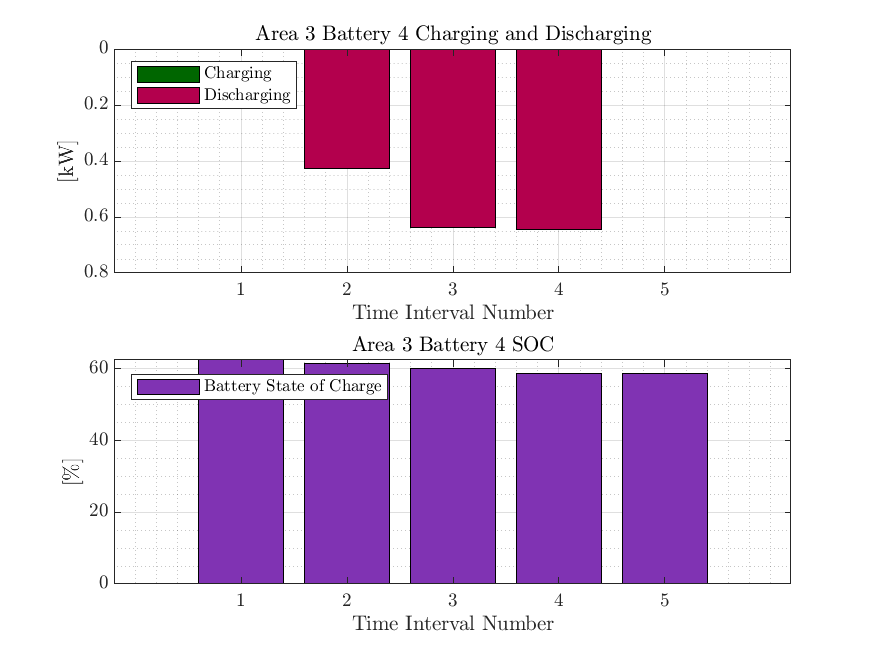 Area 3 Battery 4 Charging and Discharging
0
0.2
0.4
0.6
0.8
[kW]
Charging
Discharging
1 2 3 4 5
Time Interval Number
Area 3 Battery 4 SOC
60
40
20
0
[%]
Battery State of Charge
1 2 3 4 5
Time Interval Number